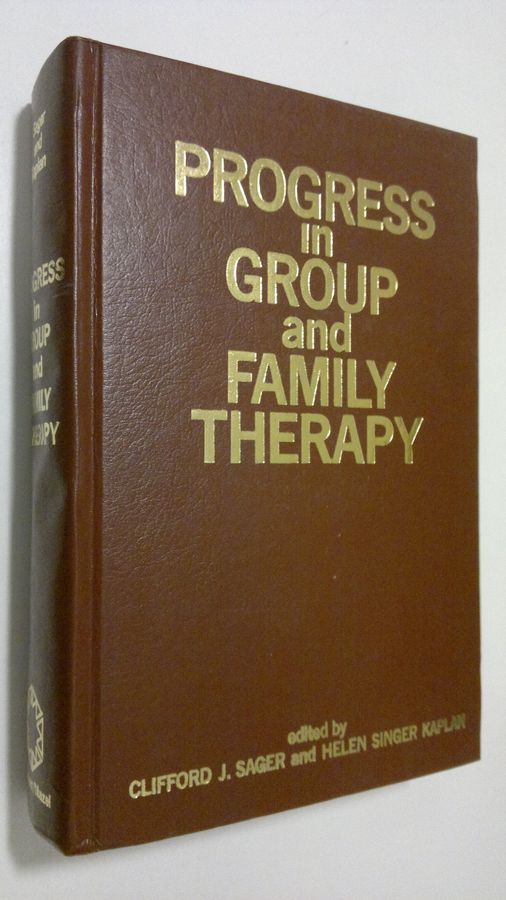 PROGRESS
in
GROUP
and
FAMILY
THERAPY
edited by
CLIFFORD J. SAGER and HELEN SINGER KAPLAN
Sager
and
PROGRESS
in
GROUP
and
FAMILY
THERAPY